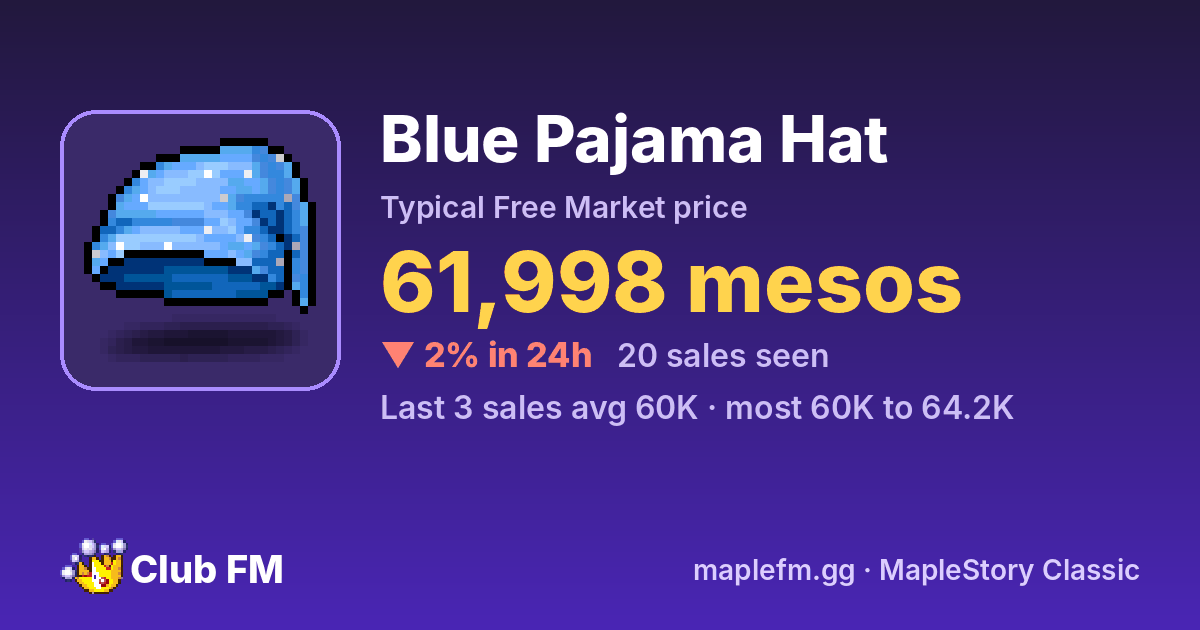 Blue Pajama Hat
Typical Free Market price
61,998 mesos
▼ 2% in 24h 20 sales seen
Last 3 sales avg 60K · most 60K to 64.2K
Club FM
maplefm.gg · MapleStory Classic